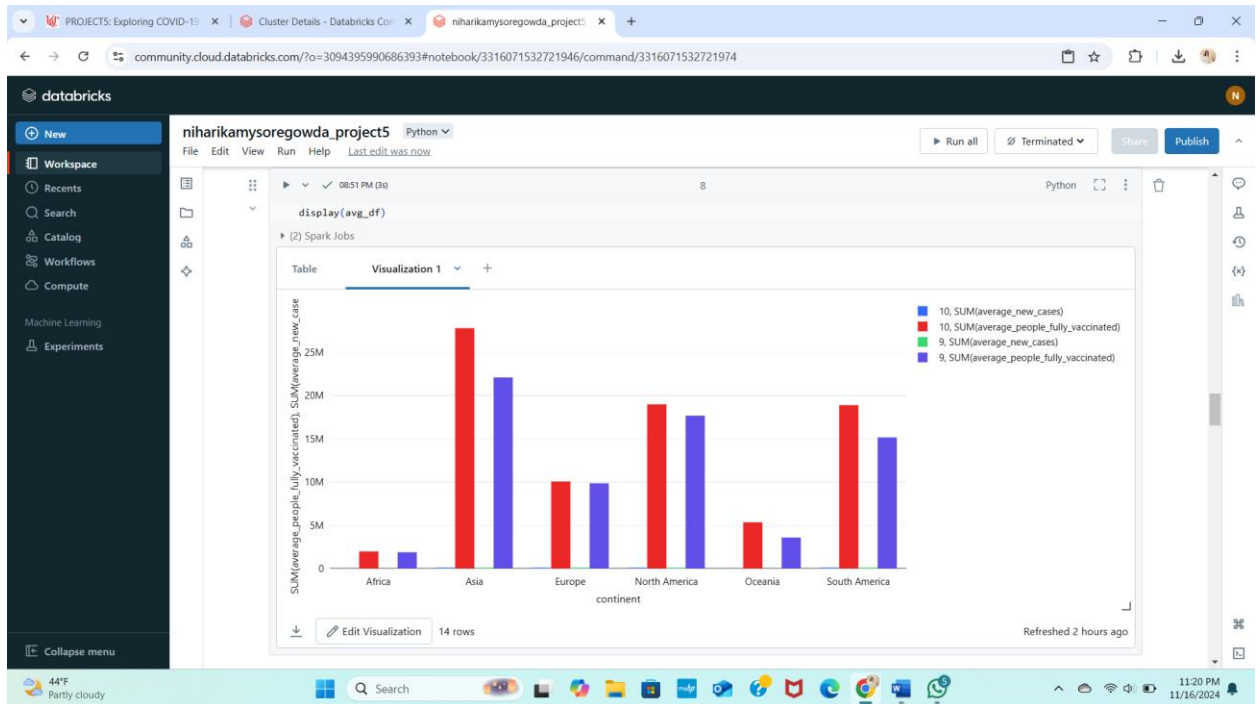 PROJECT5: Exploring COVID-19
Cluster Details - Databricks Com
niharikamysoregowda_project5
community.cloud.databricks.com/?o=3094395990686393#notebook/3316071532721946/command/3316071532721974
databricks
N
New
Workspace
Recents
Search
Catalog
Workflows
Compute
Machine Learning
Experiments
Collapse menu
niharikamysoregowda_project5 Python
File Edit View Run Help Last edit was now
Run all
Terminated
Share
Publish
08:51 PM (3s)
8
Python
display(avg_df)
(2) Spark Jobs
Table Visualization 1 +
SUM(average_people_fully_vaccinated), SUM(average_new_case
25M
20M
15M
10M
5M
0
Africa Asia Europe North America Oceania South America
continent
10, SUM(average_new_cases)
10, SUM(average_people_fully_vaccinated)
9, SUM(average_new_cases)
9, SUM(average_people_fully_vaccinated)
Edit Visualization 14 rows
Refreshed 2 hours ago
44°F
Partly cloudy
Search
11:20 PM
11/16/2024